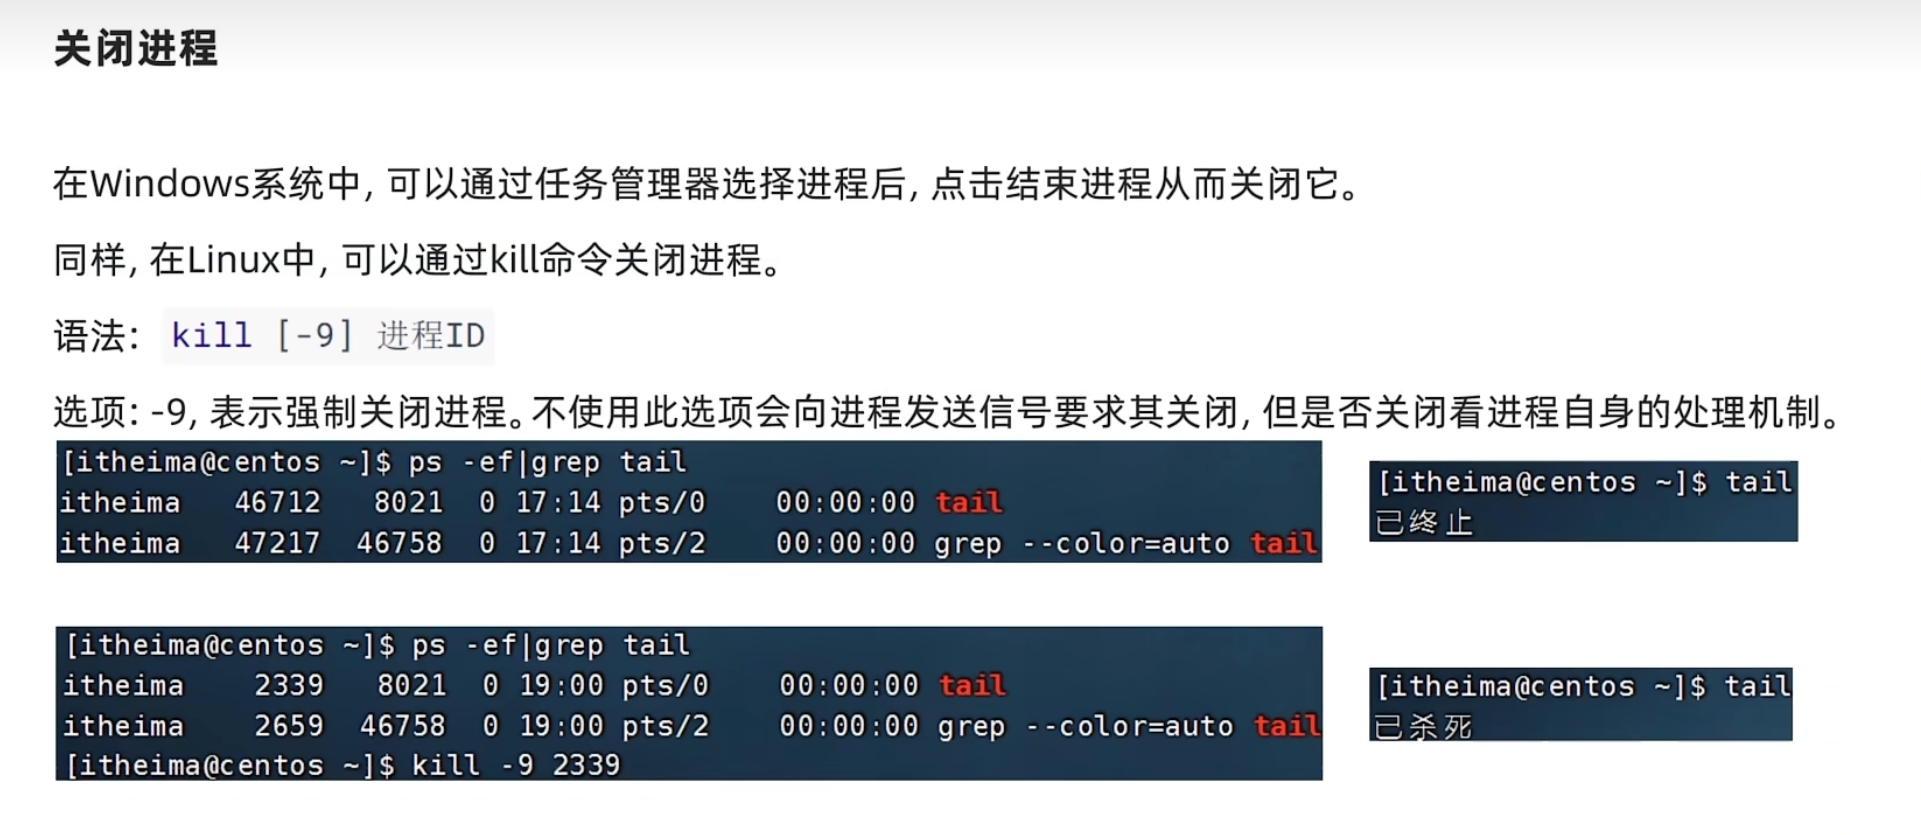 关闭进程
在Windows系统中, 可以通过任务管理器选择进程后, 点击结束进程从而关闭它。
同样, 在Linux中, 可以通过kill命令关闭进程。
语法: kill [-9] 进程ID
选项: -9, 表示强制关闭进程。不使用此选项会向进程发送信号要求其关闭, 但是否关闭看进程自身的处理机制。
[itheima@centos ~]$ ps -ef|grep tail
itheima 46712 8021 0 17:14 pts/0 00:00:00 tail
itheima 47217 46758 0 17:14 pts/2 00:00:00 grep --color=auto tail
[itheima@centos ~]$ tail
已终止
[itheima@centos ~]$ ps -ef|grep tail
itheima 2339 8021 0 19:00 pts/0 00:00:00 tail
itheima 2659 46758 0 19:00 pts/2 00:00:00 grep --color=auto tail
[itheima@centos ~]$ kill -9 2339
[itheima@centos ~]$ tail
已杀死